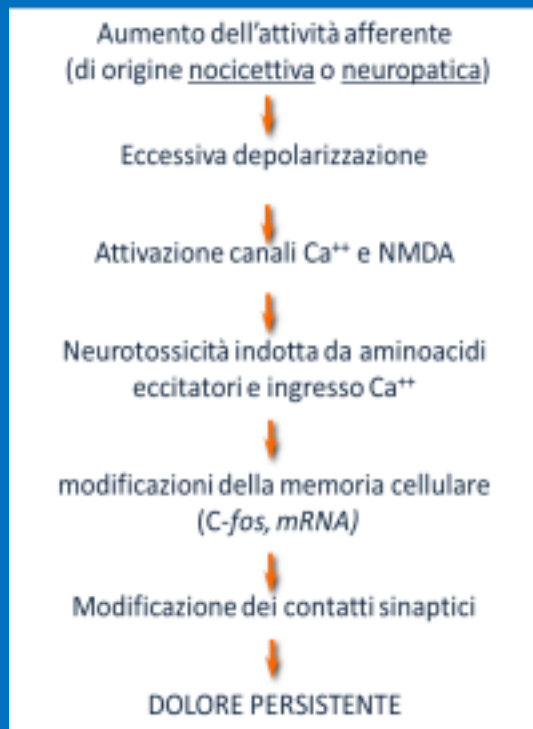 Aumento dell'attività afferente
(di origine nocicettiva o neuropatica)
Eccessiva depolarizzazione
Attivazione canali Ca⁺⁺ e NMDA
Neurotossicità indotta da aminoacidi
eccitatori e ingresso Ca⁺⁺
modificazioni della memoria cellulare
(C-fos, mRNA)
Modificazione dei contatti sinaptici
DOLORE PERSISTENTE